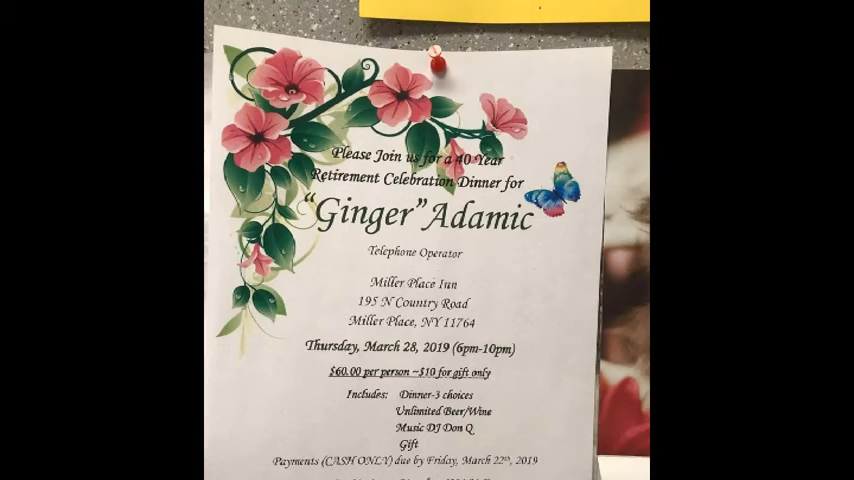 Please Join us for a 40 Year
Retirement Celebration Dinner for
“Ginger”Adamic
Telephone Operator
Miller Place Inn
195 N Country Road
Miller Place, NY 11764
Thursday, March 28, 2019 (6pm-10pm)
$60.00 per person ~$10 for gift only
Includes: Dinner-3 choices
Unlimited Beer/Wine
Music DJ Don Q
Gift
Payments (CASH ONLY) due by Friday, March 22th, 2019